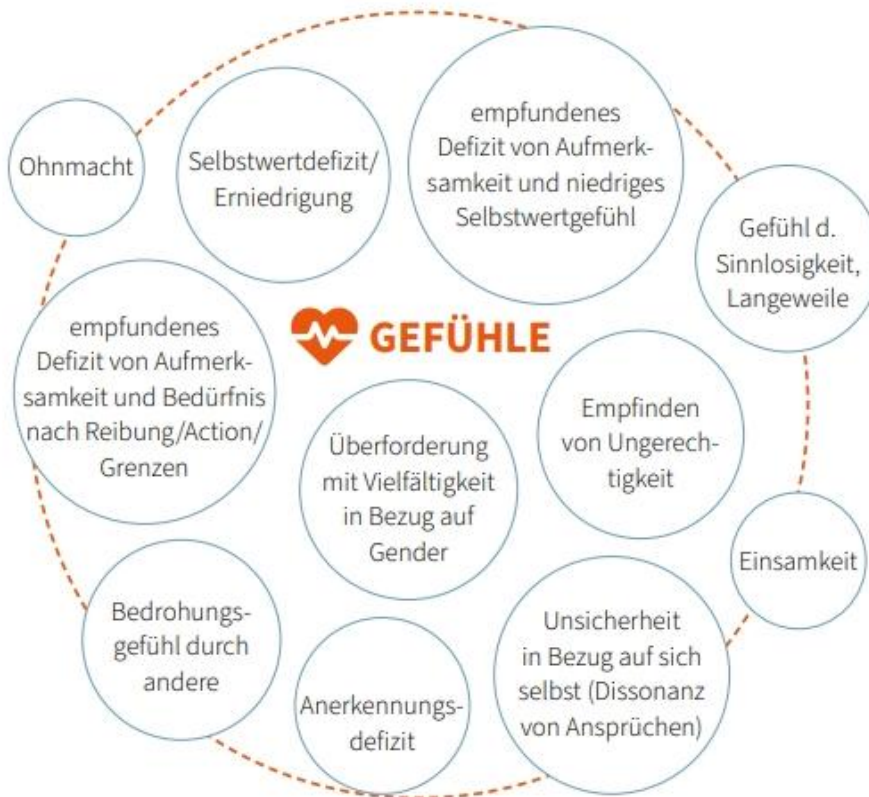 Ohnmacht
Selbstwertdefizit/
Erniedrigung
empfundenes
Defizit von Aufmerk-
samkeit und niedriges
Selbstwertgefühl
Gefühl d.
Sinnlosigkeit,
Langeweile
GEFÜHLE
empfundenes
Defizit von Aufmerk-
samkeit und Bedürfnis
nach Reibung/Action/
Grenzen
Überforderung
mit Vielfältigkeit
in Bezug auf
Gender
Empfinden
von Ungerech-
tigkeit
Einsamkeit
Bedrohungs-
gefühl durch
andere
Anerkennungs-
defizit
Unsicherheit
in Bezug auf sich
selbst (Dissonanz
von Ansprüchen)